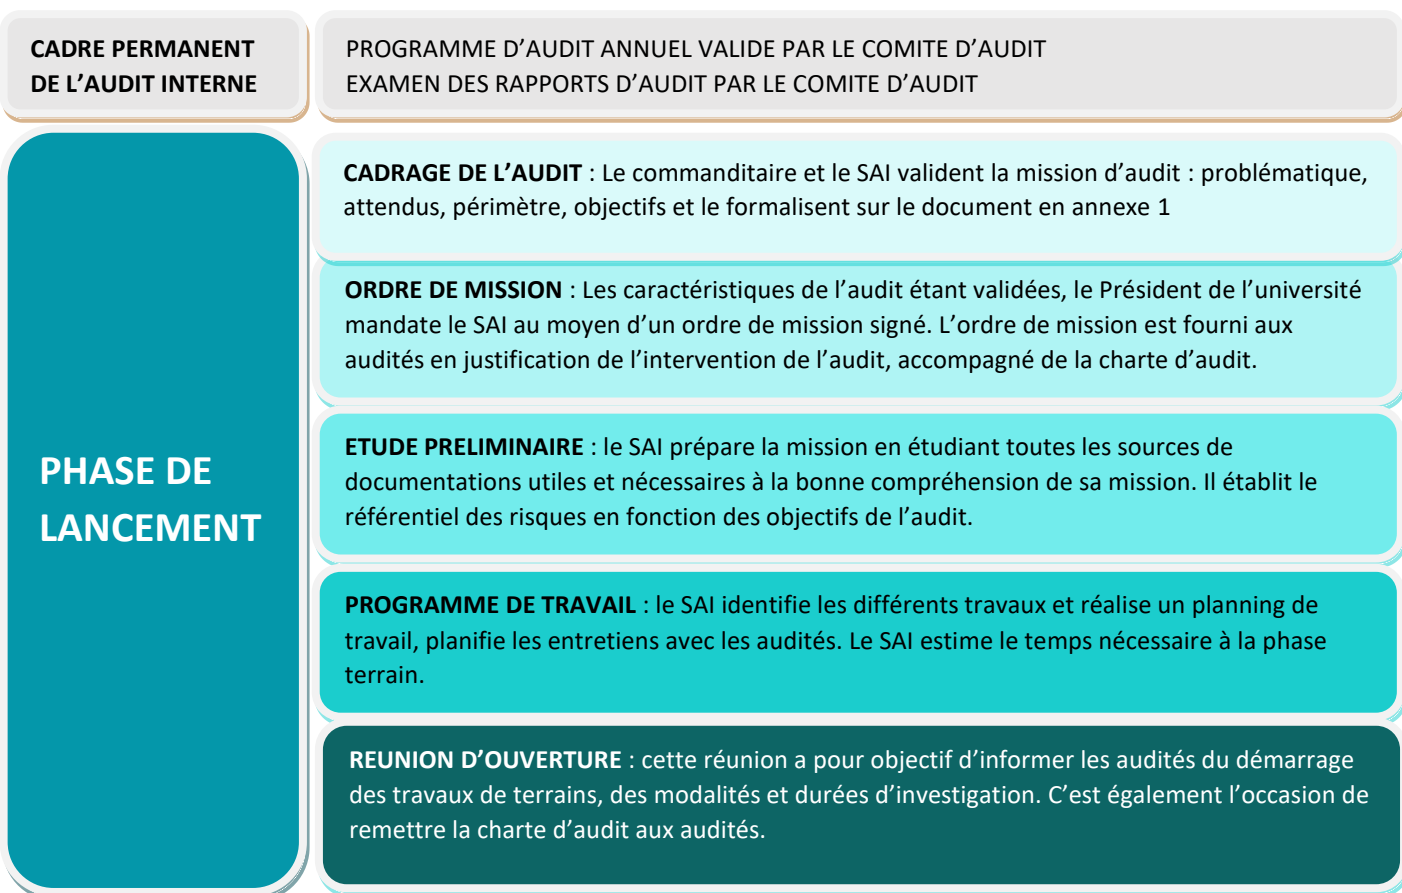 CADRE PERMANENT
DE L’AUDIT INTERNE
PROGRAMME D’AUDIT ANNUEL VALIDE PAR LE COMITE D’AUDIT
EXAMEN DES RAPPORTS D’AUDIT PAR LE COMITE D’AUDIT
PHASE DE
LANCEMENT
CADRAGE DE L’AUDIT : Le commanditaire et le SAI valident la mission d’audit : problématique,
attendus, périmètre, objectifs et le formalisent sur le document en annexe 1
ORDRE DE MISSION : Les caractéristiques de l’audit étant validées, le Président de l’université
mandate le SAI au moyen d’un ordre de mission signé. L’ordre de mission est fourni aux
audités en justification de l’intervention de l’audit, accompagné de la charte d’audit.
ETUDE PRELIMINAIRE : le SAI prépare la mission en étudiant toutes les sources de
documentations utiles et nécessaires à la bonne compréhension de sa mission. Il établit le
référentiel des risques en fonction des objectifs de l’audit.
PROGRAMME DE TRAVAIL : le SAI identifie les différents travaux et réalise un planning de
travail, planifie les entretiens avec les audités. Le SAI estime le temps nécessaire à la phase
terrain.
REUNION D’OUVERTURE : cette réunion a pour objectif d’informer les audités du démarrage
des travaux de terrains, des modalités et durées d’investigation. C’est également l’occasion de
remettre la charte d’audit aux audités.